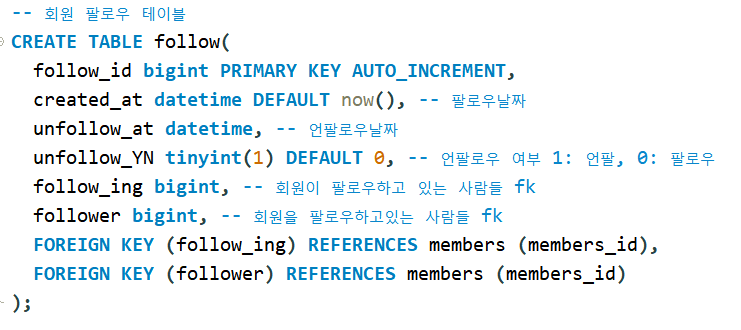 -- 회원 팔로우 테이블
CREATE TABLE follow(
follow_id bigint PRIMARY KEY AUTO_INCREMENT,
created_at datetime DEFAULT now(), -- 팔로우날짜
unfollow_at datetime, -- 언팔로우날짜
unfollow_YN tinyint(1) DEFAULT 0, -- 언팔로우 여부 1: 언팔, 0: 팔로우
follow_ing bigint, -- 회원이 팔로우하고 있는 사람들 fk
follower bigint, -- 회원을 팔로우하고있는 사람들 fk
FOREIGN KEY (follow_ing) REFERENCES members (members_id),
FOREIGN KEY (follower) REFERENCES members (members_id)
);